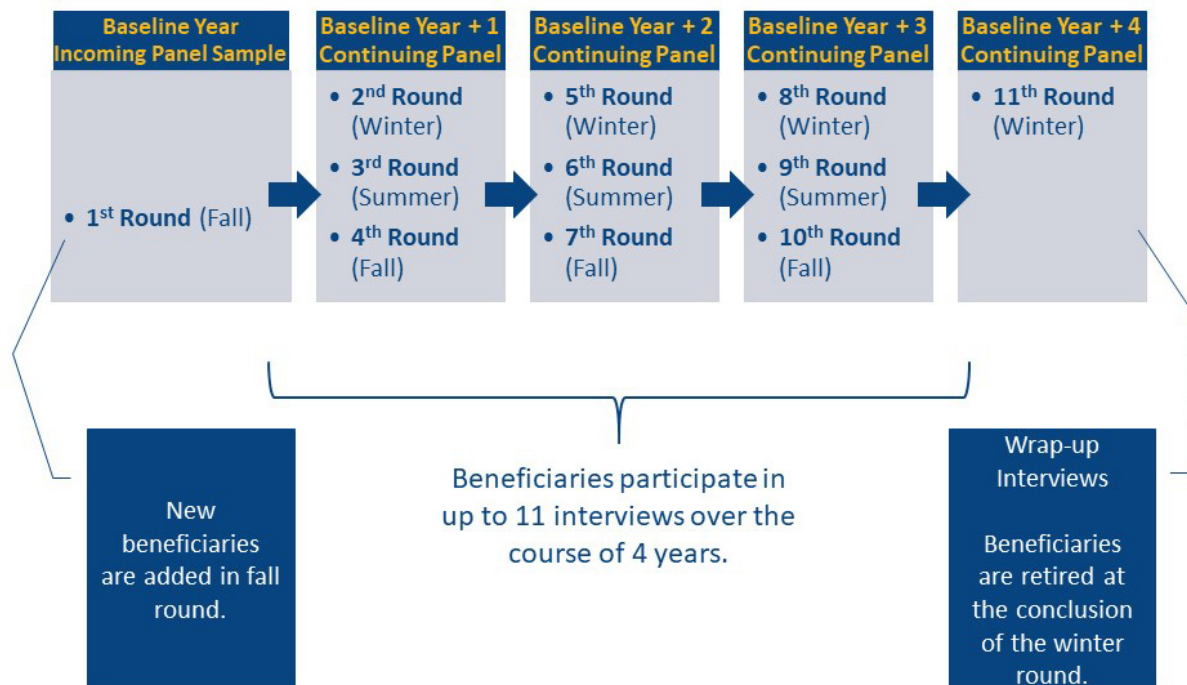 Baseline Year
Incoming Panel Sample
• 1st Round (Fall)
Baseline Year + 1
Continuing Panel
• 2nd Round
(Winter)
• 3rd Round
(Summer)
• 4th Round
(Fall)
Baseline Year + 2
Continuing Panel
• 5th Round
(Winter)
• 6th Round
(Summer)
• 7th Round
(Fall)
Baseline Year + 3
Continuing Panel
• 8th Round
(Winter)
• 9th Round
(Summer)
• 10th Round
(Fall)
Baseline Year + 4
Continuing Panel
• 11th Round
(Winter)
New
beneficiaries
are added in fall
round.
Beneficiaries participate in
up to 11 interviews over the
course of 4 years.
Wrap-up
Interviews
Beneficiaries
are retired at
the conclusion
of the winter
round.